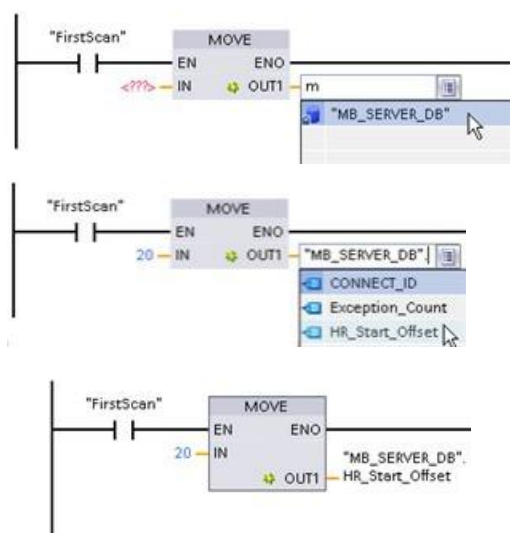 "FirstScan"
MOVE
EN ENO
<???> IN OUT1 m
"MB_SERVER_DB"
"FirstScan"
MOVE
EN ENO
20 IN OUT1 "MB_SERVER_DB".
CONNECT_ID
Exception_Count
HR_Start_Offset
"FirstScan"
MOVE
EN ENO
20 IN
"MB_SERVER_DB".
OUT1 HR_Start_Offset